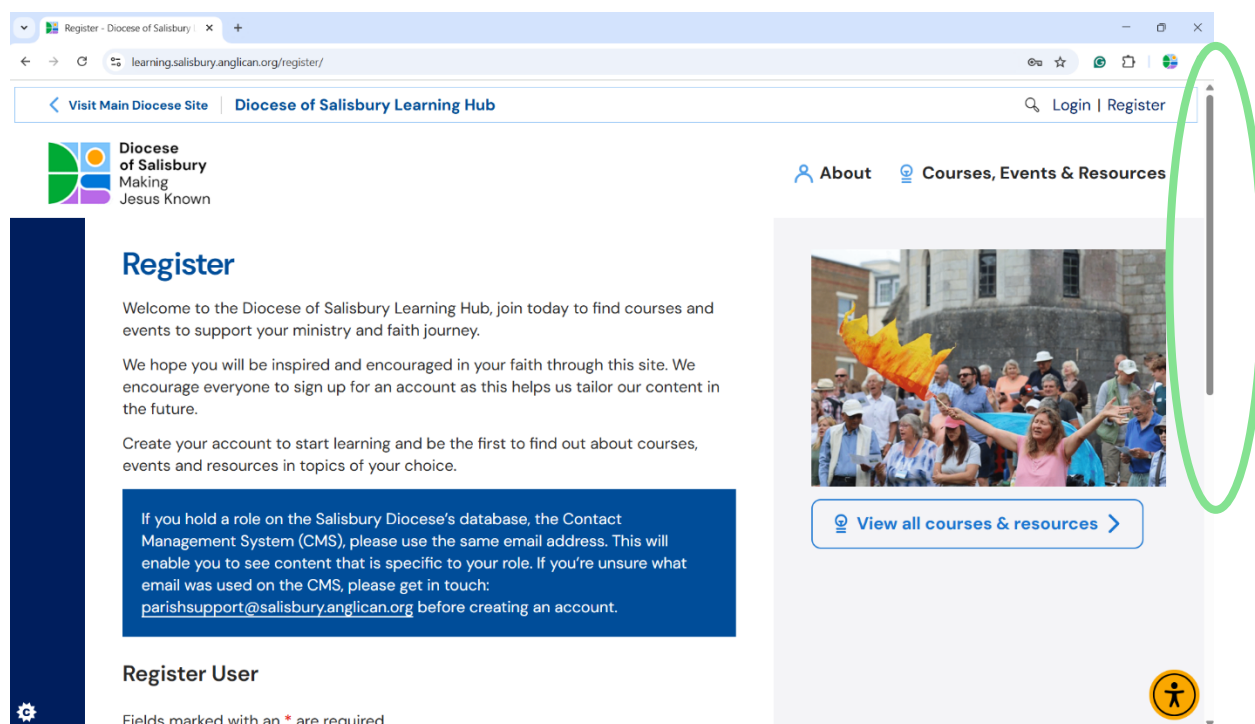 Register - Diocese of Salisbury
learning.salisbury.anglican.org/register/
Visit Main Diocese Site
Diocese of Salisbury Learning Hub
Login | Register
Diocese
of Salisbury
Making
Jesus Known
About
Courses, Events & Resources
Register
Welcome to the Diocese of Salisbury Learning Hub, join today to find courses and
events to support your ministry and faith journey.
We hope you will be inspired and encouraged in your faith through this site. We
encourage everyone to sign up for an account as this helps us tailor our content in
the future.
Create your account to start learning and be the first to find out about courses,
events and resources in topics of your choice.
If you hold a role on the Salisbury Diocese’s database, the Contact
Management System (CMS), please use the same email address. This will
enable you to see content that is specific to your role. If you’re unsure what
email was used on the CMS, please get in touch:
parishsupport@salisbury.anglican.org before creating an account.
View all courses & resources
Register User
Fields marked with an * are required